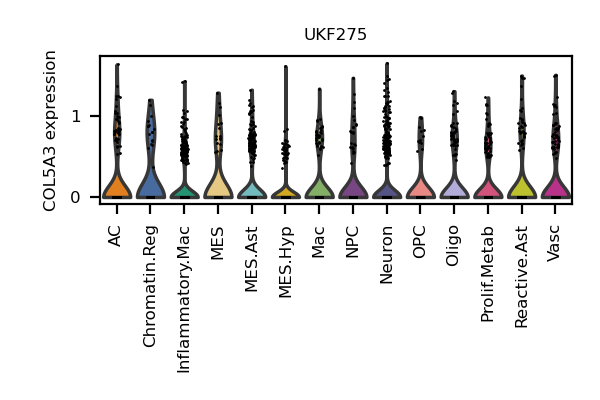 UKF275
COL5A3 expression
1
0
AC
Chromatin.Reg
Inflammatory.Mac
MES
MES.Ast
MES.Hyp
Mac
NPC
Neuron
OPC
Oligo
Prolif.Metab
Reactive.Ast
Vasc